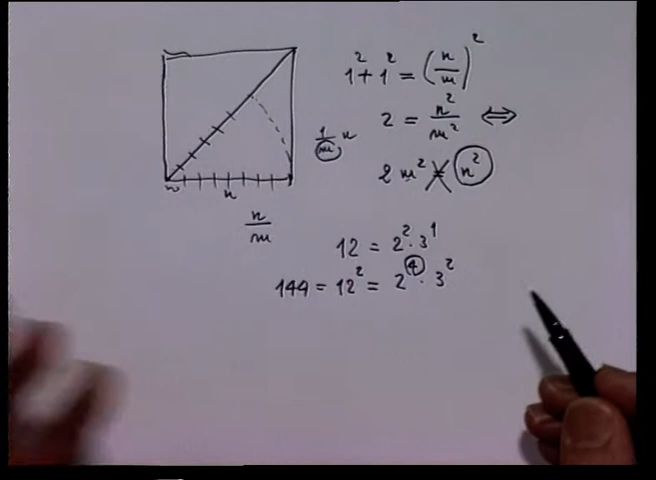 1² + 1² = (n/m)²
2 = n²/m² ⇔
1/m n
2 m² = n²
n
n/m
12 = 2² · 3¹
144 = 12² = 2⁴ · 3²